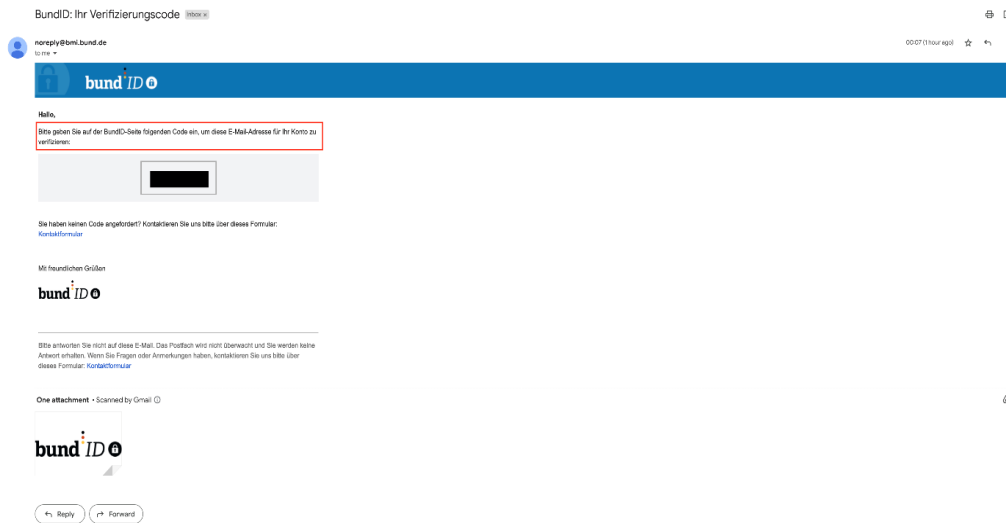 BundID: Ihr Verifizierungscode Inbox x
noreply@bmi.bund.de
00:07 (1 hour ago)
to me
bund ID
Hallo,
Bitte geben Sie auf der BundID-Seite folgenden Code ein, um diese E-Mail-Adresse für Ihr Konto zu
verifizieren:
Sie haben keinen Code angefordert? Kontaktieren Sie uns bitte über dieses Formular:
Kontaktformular
Mit freundlichen Grüßen
bund ID
Bitte antworten Sie nicht auf diese E-Mail. Das Postfach wird nicht überwacht und Sie werden keine
Antwort erhalten. Wenn Sie Fragen oder Anmerkungen haben, kontaktieren Sie uns bitte über
dieses Formular: Kontaktformular
One attachment • Scanned by Gmail
bund ID
Reply Forward